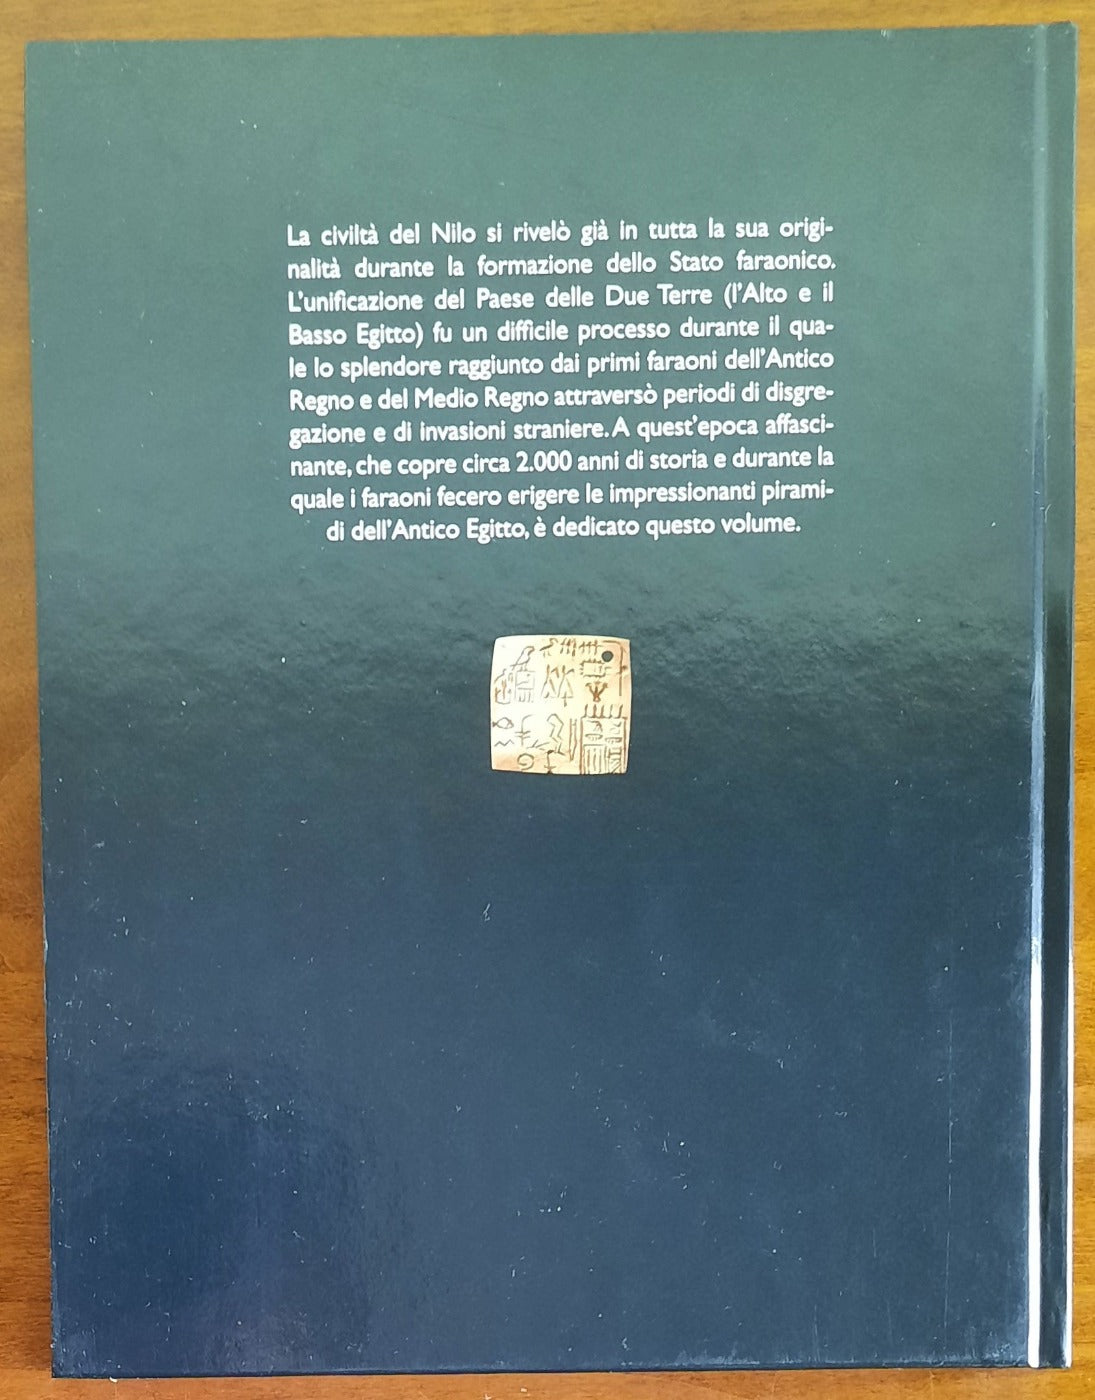 La civiltà del Nilo si rivelò già in tutta la sua origi-
nalità durante la formazione dello Stato faraonico.
L'unificazione del Paese delle Due Terre (l'Alto e il
Basso Egitto) fu un difficile processo durante il qua-
le lo splendore raggiunto dai primi faraoni dell'Antico
Regno e del Medio Regno attraversò periodi di disgre-
gazione e di invasioni straniere. A quest'epoca affasci-
nante, che copre circa 2.000 anni di storia e durante la
quale i faraoni fecero erigere le impressionanti pirami-
di dell'Antico Egitto, è dedicato questo volume.